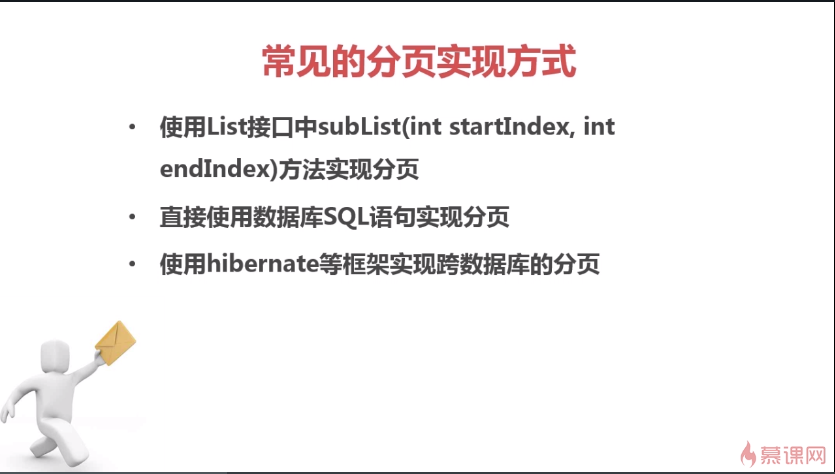 常见的分页实现方式
• 使用List接口中subList(int startIndex, int
endIndex)方法实现分页
• 直接使用数据库SQL语句实现分页
• 使用hibernate等框架实现跨数据库的分页
慕课网